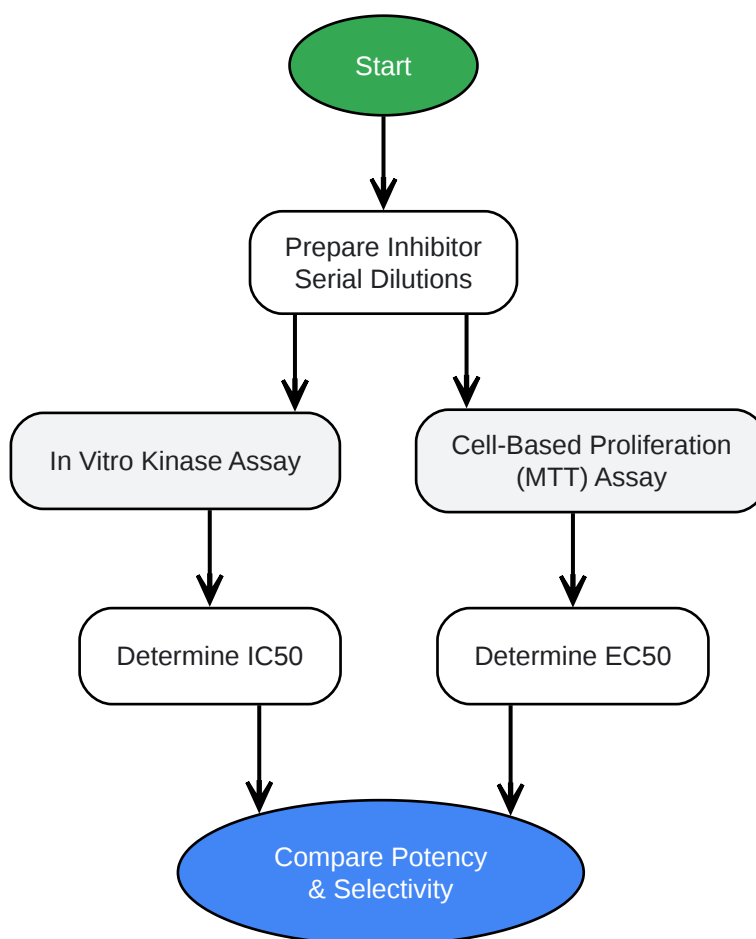 Start
Prepare Inhibitor
Serial Dilutions
In Vitro Kinase Assay
Cell-Based Proliferation
(MTT) Assay
Determine IC50
Determine EC50
Compare Potency
& Selectivity